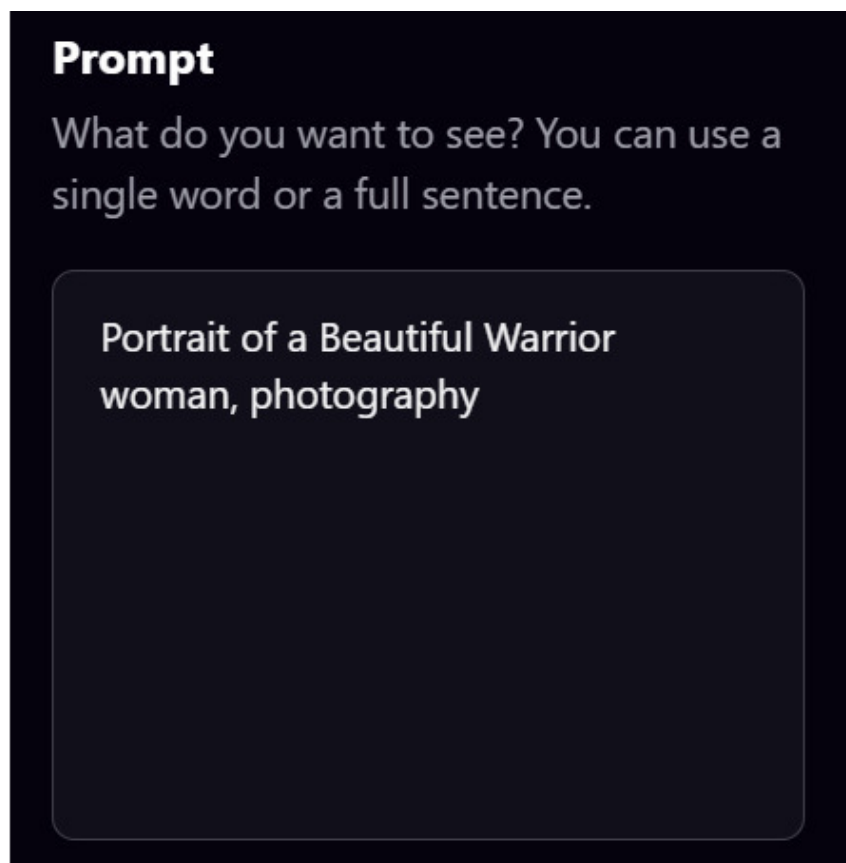 Prompt
What do you want to see? You can use a
single word or a full sentence.
Portrait of a Beautiful Warrior
woman, photography